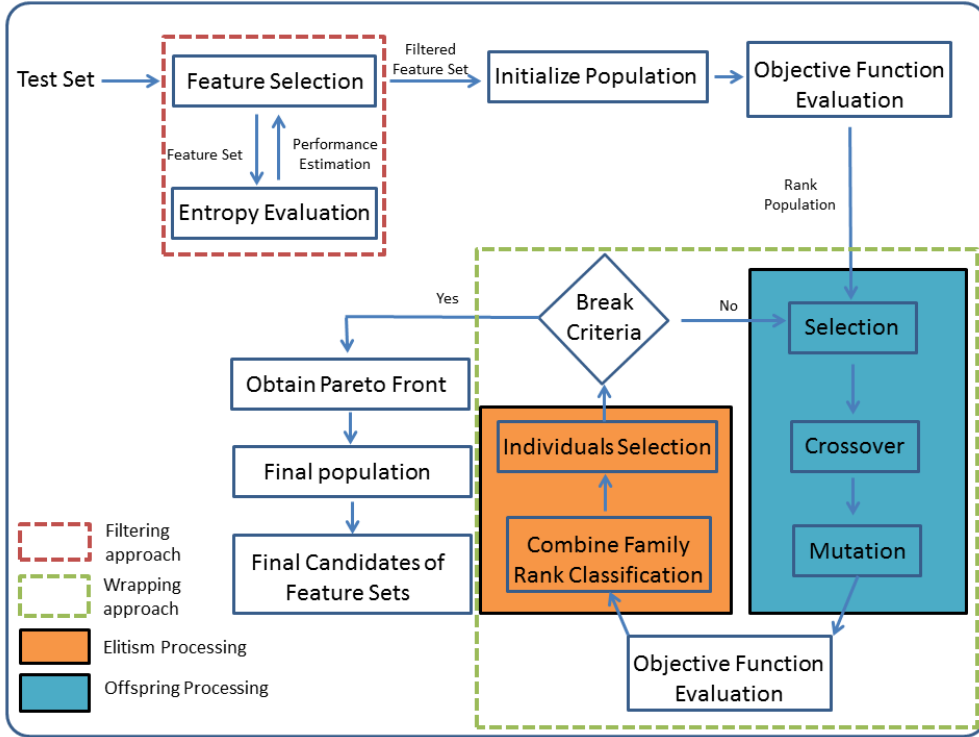 Test Set
Feature Selection
Filtered
Feature Set
Initialize Population
Objective Function
Evaluation
Feature Set
Performance
Estimation
Entropy Evaluation
Rank
Population
Yes
Break
Criteria
No
Selection
Obtain Pareto Front
Individuals Selection
Crossover
Final population
Combine Family
Rank Classification
Mutation
Final Candidates of
Feature Sets
Objective Function
Evaluation
Filtering
approach
Wrapping
approach
Elitism Processing
Offspring Processing